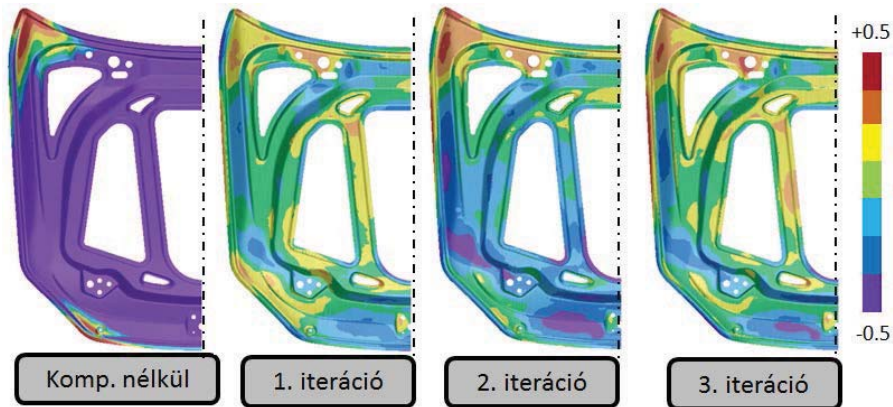 +0.5
-0.5
Komp. nélkül
1. iteráció
2. iteráció
3. iteráció